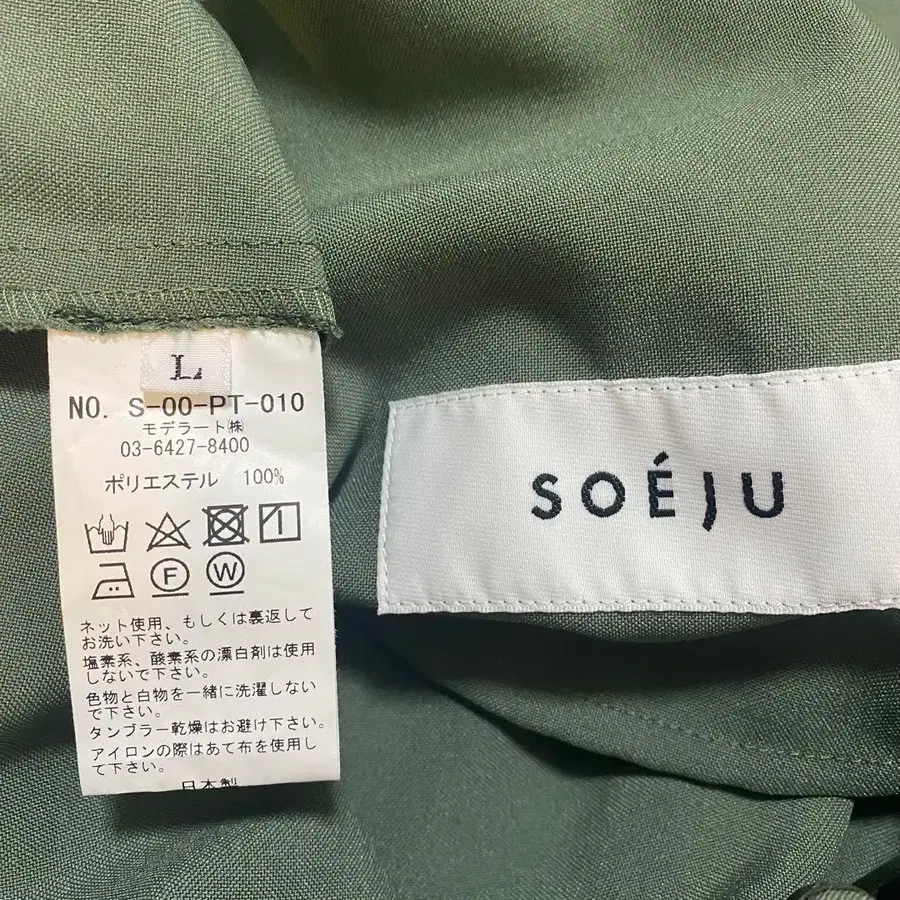 L
NO. S-00-PT-010
モデラート㈱
03-6427-8400
ポリエステル 100%
F
W
ネット使用、もしくは裏返して
お洗い下さい。
塩素系、酸素系の漂白剤は使用
しないで下さい。
色物と白物を一緒に洗濯しない
で下さい。
タンブラー乾燥はお避け下さい。
アイロンの際はあて布を使用し
て下さい。
日本製
SOÉJU